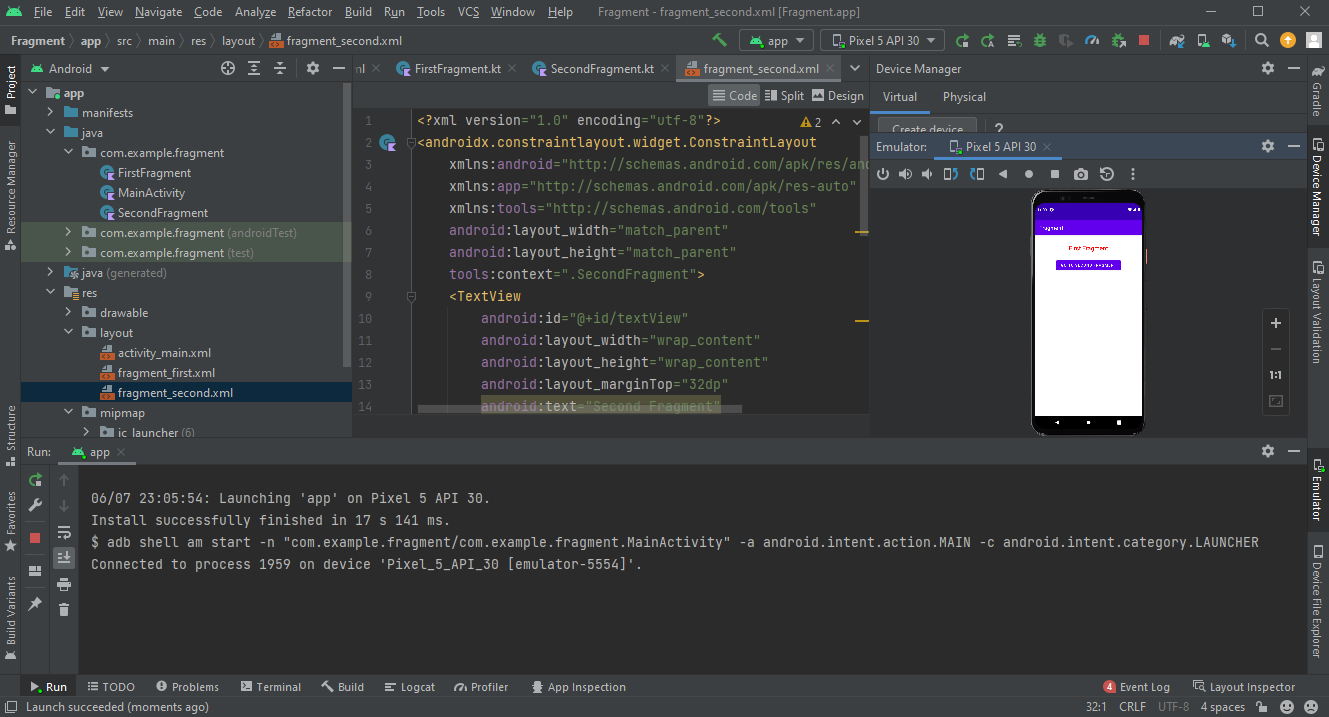 File Edit View Navigate Code Analyze Refactor Build Run Tools VCS Window Help Fragment - fragment_second.xml [Fragment.app]
Fragment app src main res layout fragment_second.xml app Pixel 5 API 30
Project
Resource Manager
Structure
Favorites
Build Variants
Android
app
manifests
java
com.example.fragment
FirstFragment
MainActivity
SecondFragment
com.example.fragment (androidTest)
com.example.fragment (test)
java (generated)
res
drawable
layout
activity_main.xml
fragment_first.xml
fragment_second.xml
mipmap
ic_launcher (6)
FirstFragment.kt SecondFragment.kt fragment_second.xml
Code Split Design
2
1 <?xml version="1.0" encoding="utf-8"?>
2 <androidx.constraintlayout.widget.ConstraintLayout
3 xmlns:android="http://schemas.android.com/apk/res/an
4 xmlns:app="http://schemas.android.com/apk/res-auto"
5 xmlns:tools="http://schemas.android.com/tools"
6 android:layout_width="match_parent"
7 android:layout_height="match_parent"
8 tools:context=".SecondFragment">
9 <TextView
10 android:id="@+id/textView"
11 android:layout_width="wrap_content"
12 android:layout_height="wrap_content"
13 android:layout_marginTop="32dp"
14 android:text="Second Fragment"
Device Manager
Virtual Physical
Create device ?
Emulator: Pixel 5 API 30
Fragment
First Fragment
1:1
Gradle
Device Manager
Layout Validation
Emulator
Device File Explorer
Run: app
06/07 23:05:54: Launching 'app' on Pixel 5 API 30.
Install successfully finished in 17 s 141 ms.
$ adb shell am start -n "com.example.fragment/com.example.fragment.MainActivity" -a android.intent.action.MAIN -c android.intent.category.LAUNCHER
Connected to process 1959 on device 'Pixel_5_API_30 [emulator-5554]'.
Run TODO Problems Terminal Build Logcat Profiler App Inspection 4 Event Log Layout Inspector
Launch succeeded (moments ago) 32:1 CRLF UTF-8 4 spaces